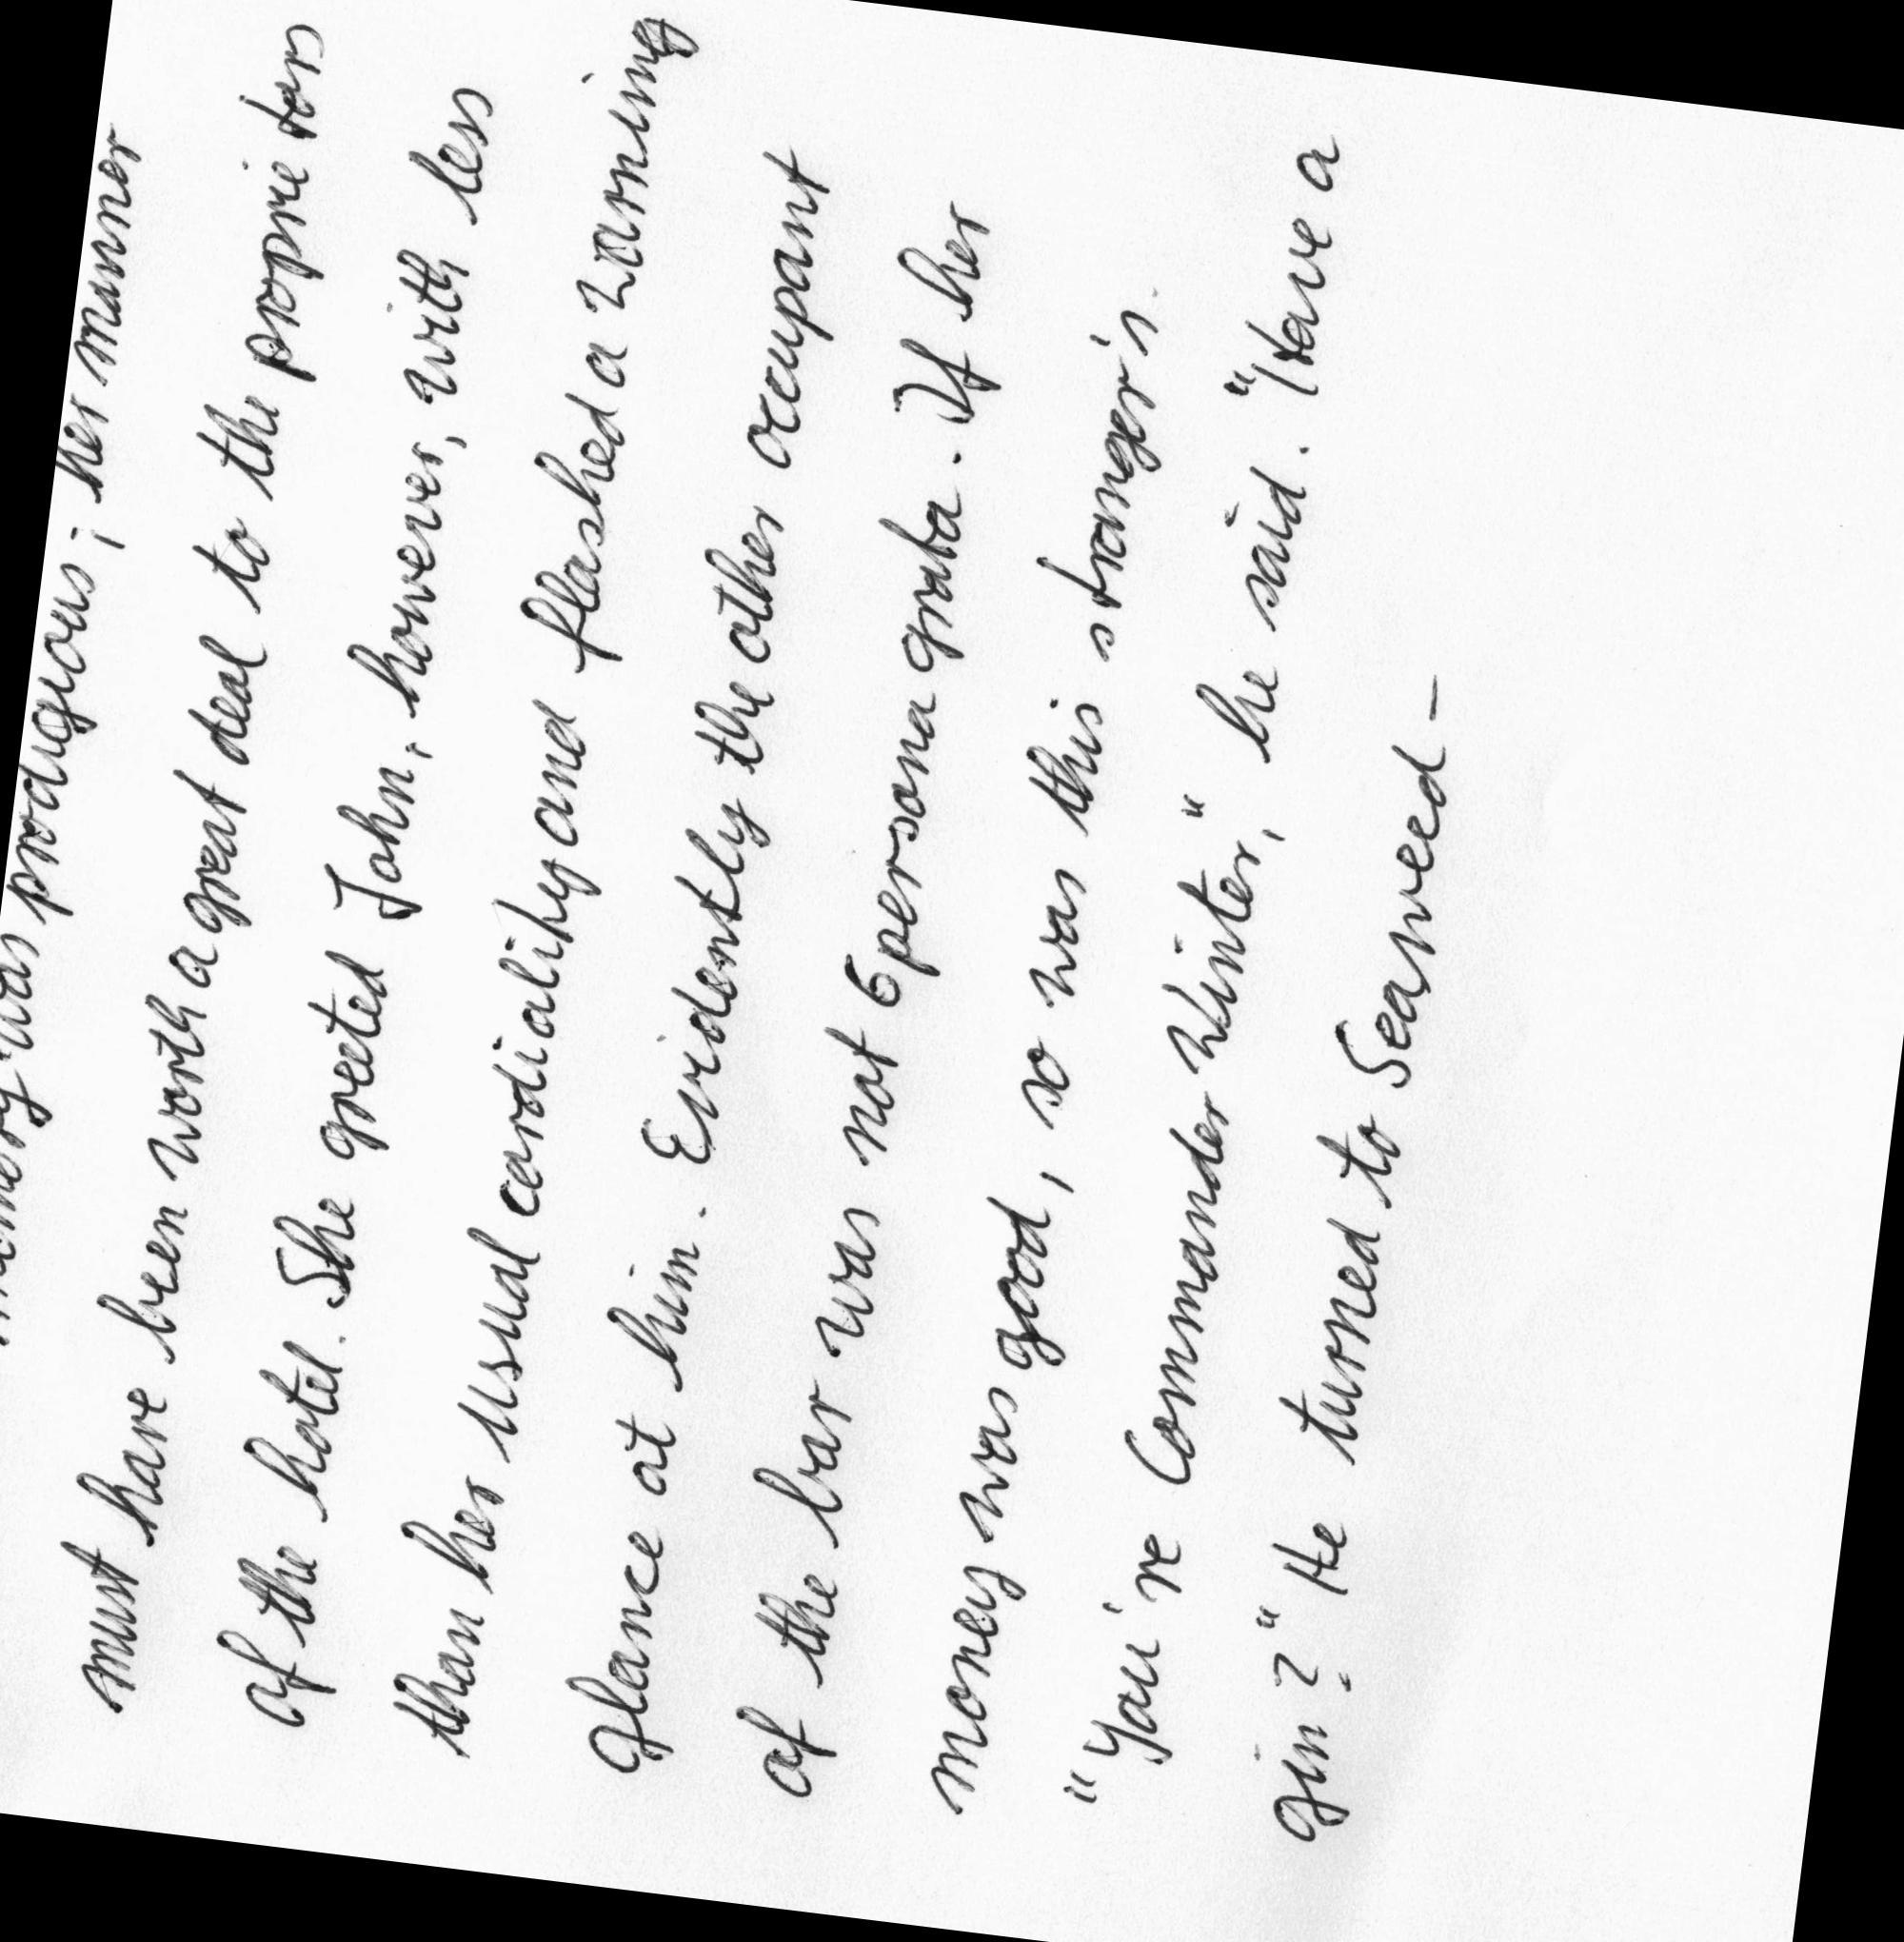 memory was prodigious; her manner
must have been worth a great deal to the proprietors
of the hotel. She greeted John, however, with less
than her usual cardiality and flashed a warning
glance at him. Evidently the other occupant
of the bar was not 6 persona grata. If her
money was good, so was this stranger's.
"You're Commander Winter," he said. "Have a
gin?" He turned to Seaweed -